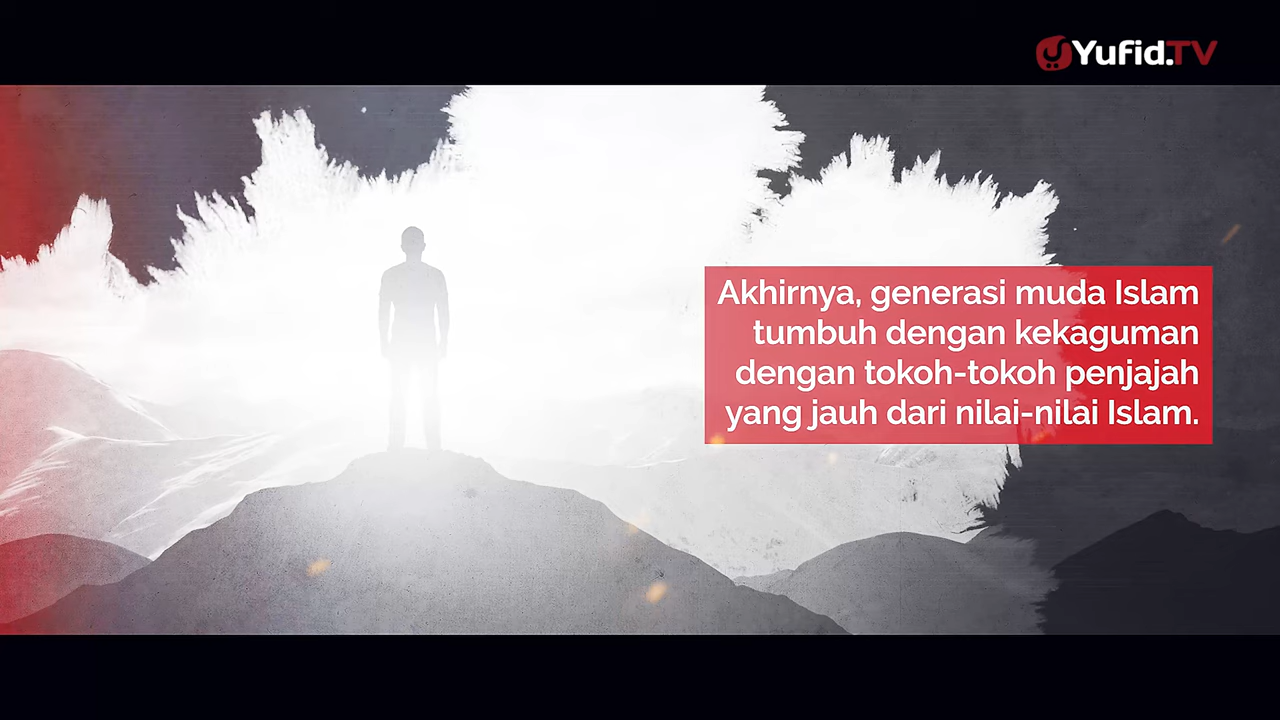 Yufid.TV
Akhirnya, generasi muda Islam
tumbuh dengan kekaguman
dengan tokoh-tokoh penjajah
yang jauh dari nilai-nilai Islam.